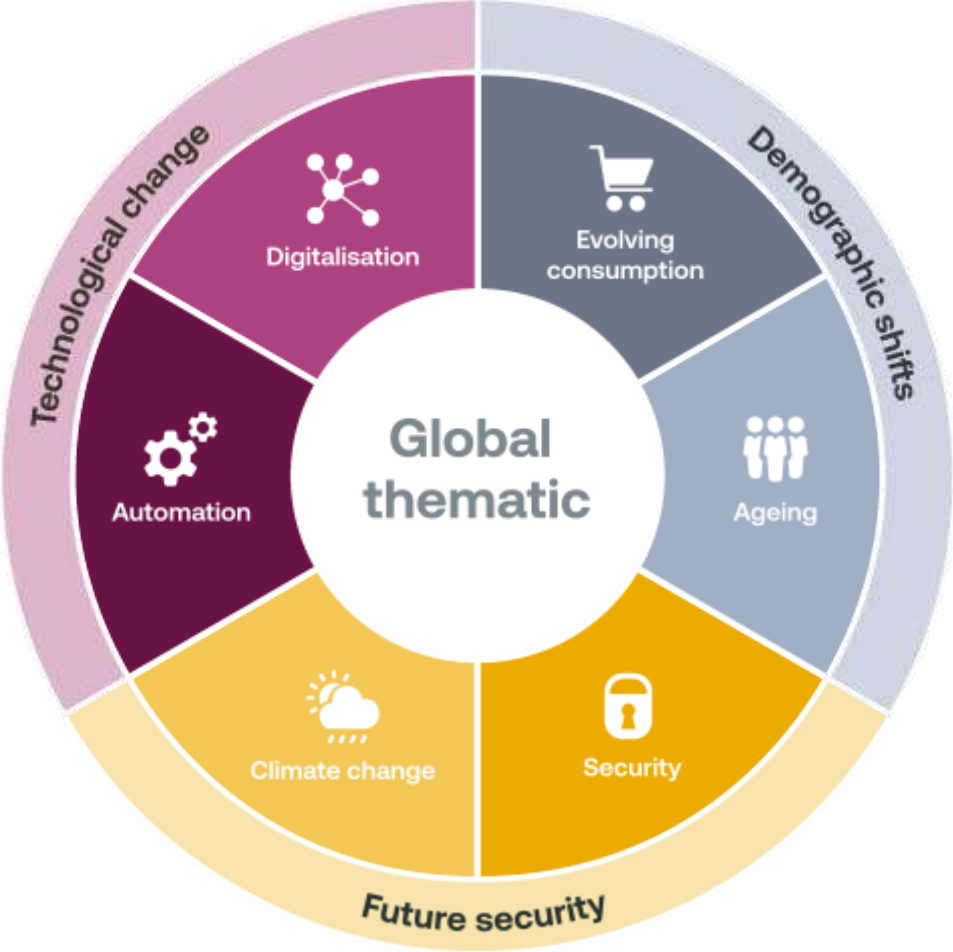 Technological change
Demographic shifts
Digitalisation
Evolving
consumption
Global
thematic
Automation
Ageing
Climate change
Security
Future security